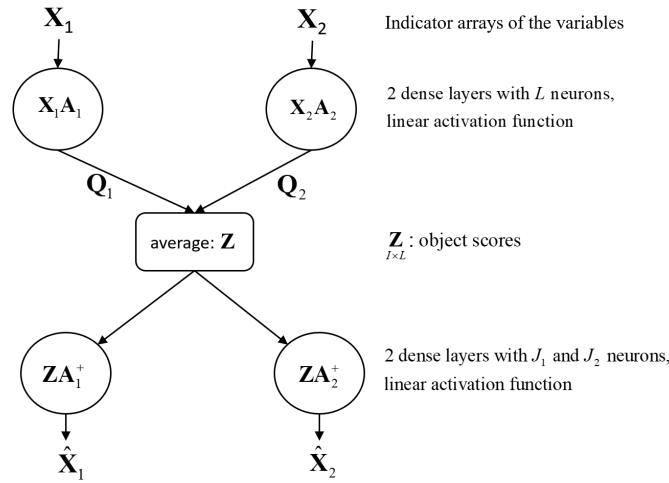 X₁ X₂ Indicator arrays of the variables
X₁A₁ X₂A₂ 2 dense layers with L neurons,
linear activation function
Q₁ Q₂
average: Z Z : object scores
I×L
ZA₁⁺ ZA₂⁺ 2 dense layers with J₁ and J₂ neurons,
linear activation function
X̂₁ X̂₂